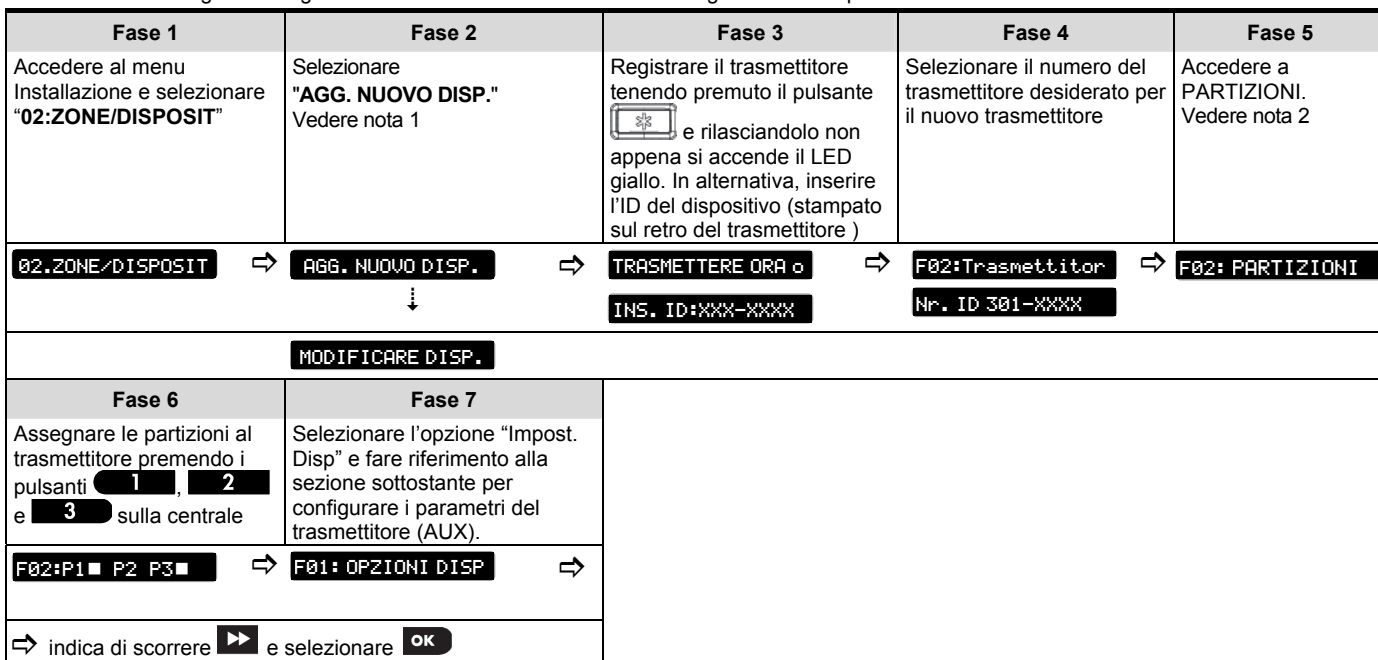 Fase 1
Fase 2
Fase 3
Fase 4
Fase 5
Accedere al menu
Installazione e selezionare
“02:ZONE/DISPOSIT”
Selezionare
"AGG. NUOVO DISP."
Vedere nota 1
Registrare il trasmettitore
tenendo premuto il pulsante
e rilasciandolo non
appena si accende il LED
giallo. In alternativa, inserire
l’ID del dispositivo (stampato
sul retro del trasmettitore )
Selezionare il numero del
trasmettitore desiderato per
il nuovo trasmettitore
Accedere a
PARTIZIONI.
Vedere nota 2
02.ZONE/DISPOSIT ⇨
AGG. NUOVO DISP. ⇨
TRASMETTERE ORA o ⇨
INS. ID:XXX-XXXX
F02:Trasmettitor ⇨
Nr. ID 301-XXXX
F02: PARTIZIONI
MODIFICARE DISP.
Fase 6
Fase 7
Assegnare le partizioni al
trasmettitore premendo i
pulsanti 1 , 2
e 3 sulla centrale
Selezionare l’opzione “Impost.
Disp” e fare riferimento alla
sezione sottostante per
configurare i parametri del
trasmettitore (AUX).
F02:P1■ P2 P3■ ⇨
F01: OPZIONI DISP ⇨
⇨ indica di scorrere e selezionare OK